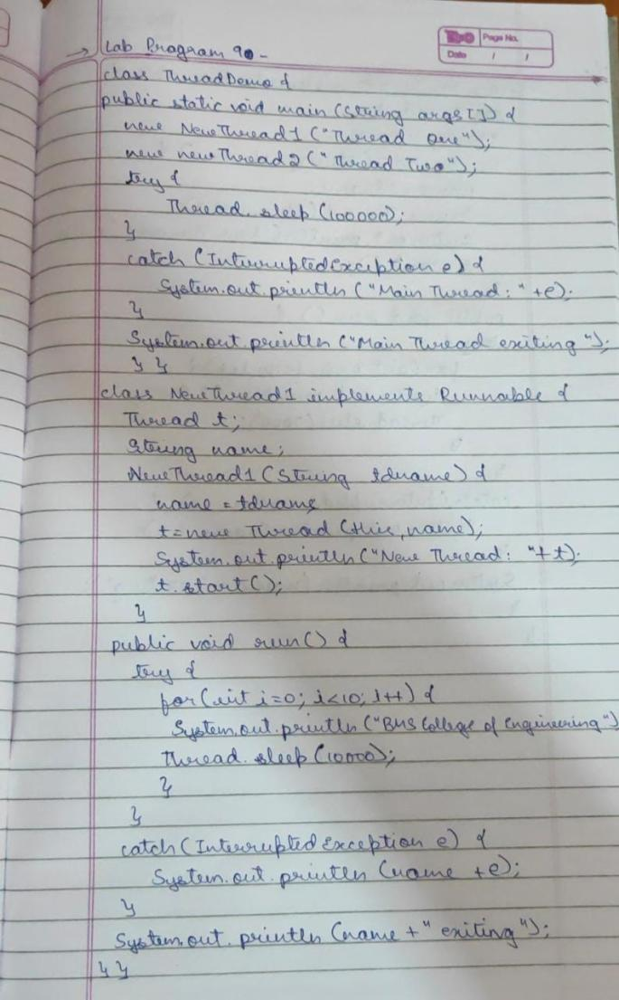 Page No.
Date / /
→ Lab Program 9 -
class ThreadDemo {
public static void main (String args []) {
new NewThread1 ("Thread One");
new newThread2 ("Thread Two");
try {
Thread.sleep (100000);
}
catch (InterruptedException e) {
System.out.println ("Main Thread: " +e);
}
System.out.println ("Main Thread exiting");
} }
class NewThread1 implements Runnable {
Thread t;
String name;
NewThread1 (String tdname) {
name = tdname
t = new Thread (this, name);
System.out.println ("New Thread: "+ t);
t.start ();
}
public void run() {
try {
for (int i=0; i<10; i++) {
System.out.println ("BMS College of Engineering")
Thread.sleep (10000);
}
}
catch (InterruptedException e) {
System.out.println (name +e);
}
System.out.println (name + " exiting ");
} }